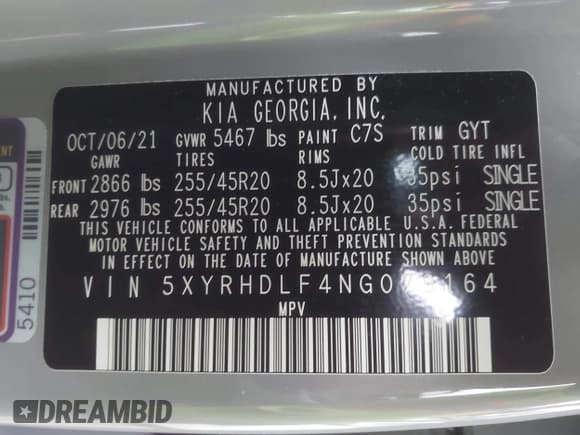 MANUFACTURED BY
KIA GEORGIA, INC.
OCT/06/21 GVWR 5467 lbs PAINT C7S TRIM GYT
GAWR TIRES RIMS COLD TIRE INFL
FRONT 2866 lbs 255/45R20 8.5Jx20 35psi SINGLE
REAR 2976 lbs 255/45R20 8.5Jx20 35psi SINGLE
THIS VEHICLE CONFORMS TO ALL APPLICABLE U.S.A. FEDERAL
MOTOR VEHICLE SAFETY AND THEFT PREVENTION STANDARDS
IN EFFECT ON THE DATE OF MANUFACTURE SHOWN ABOVE
VIN
MPV
5410
DREAMBID